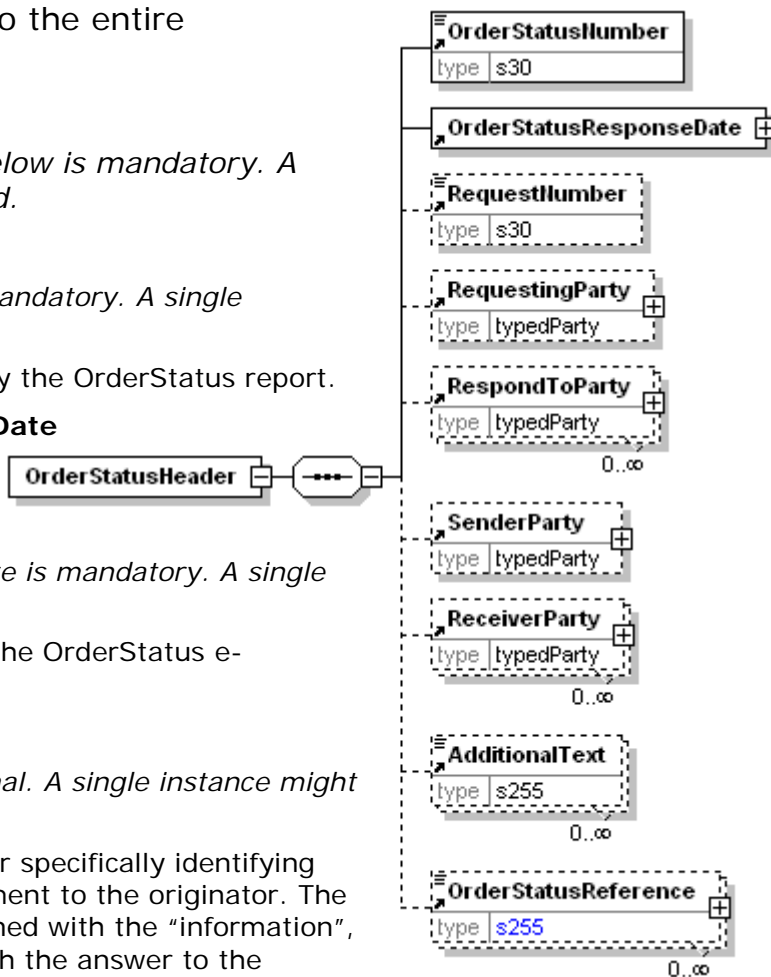 o the entire
elow is mandatory. A
d.
andatory. A single
y the OrderStatus report.
Date
e is mandatory. A single
he OrderStatus e-
al. A single instance might
r specifically identifying
ment to the originator. The
ned with the “information”,
h the answer to the
OrderStatusHeader
OrderStatusNumber
type s30
OrderStatusResponseDate
RequestNumber
type s30
RequestingParty
type typedParty
RespondToParty
type typedParty
0..∞
SenderParty
type typedParty
ReceiverParty
type typedParty
0..∞
AdditionalText
type s255
0..∞
OrderStatusReference
type s255
0..∞